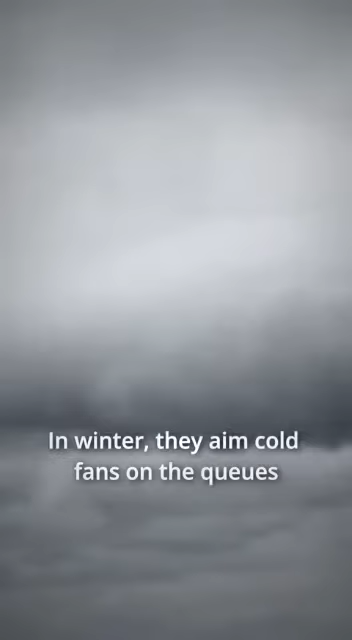 In winter, they aim cold
fans on the queues